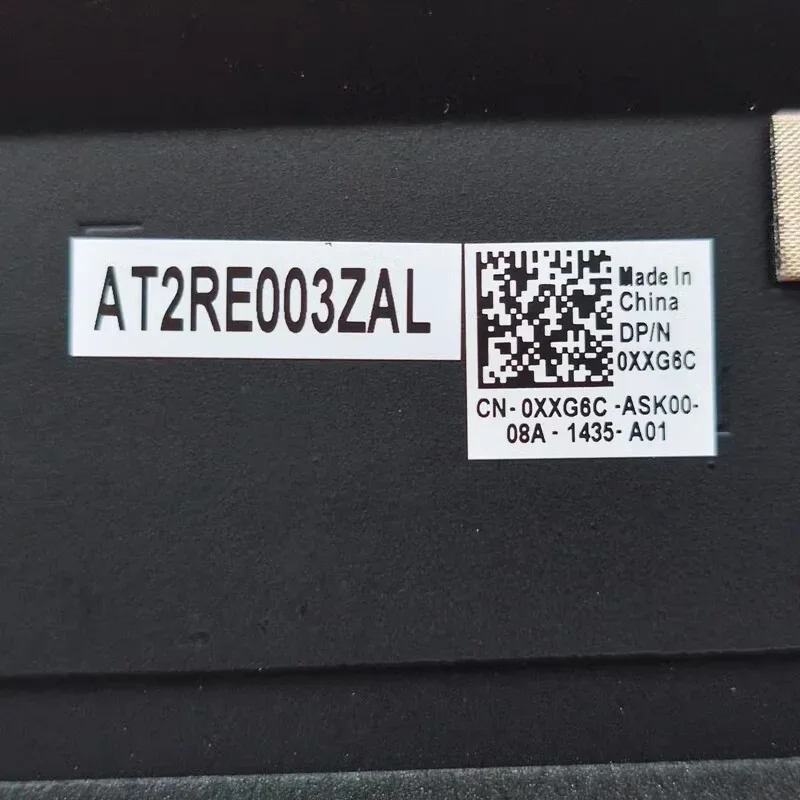 AT2RE003ZAL
Made In
China
DP/N
0XXG6C
CN- 0XXG6C -ASK00-
08A - 1435- A01